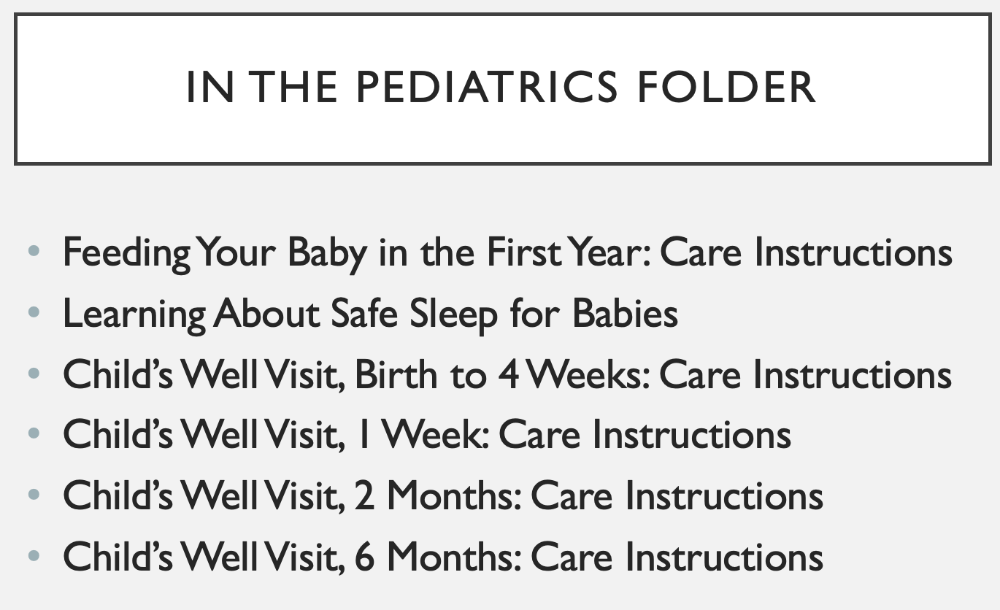 IN THE PEDIATRICS FOLDER
• Feeding Your Baby in the First Year: Care Instructions
• Learning About Safe Sleep for Babies
• Child’s Well Visit, Birth to 4 Weeks: Care Instructions
• Child’s Well Visit, 1 Week: Care Instructions
• Child’s Well Visit, 2 Months: Care Instructions
• Child’s Well Visit, 6 Months: Care Instructions